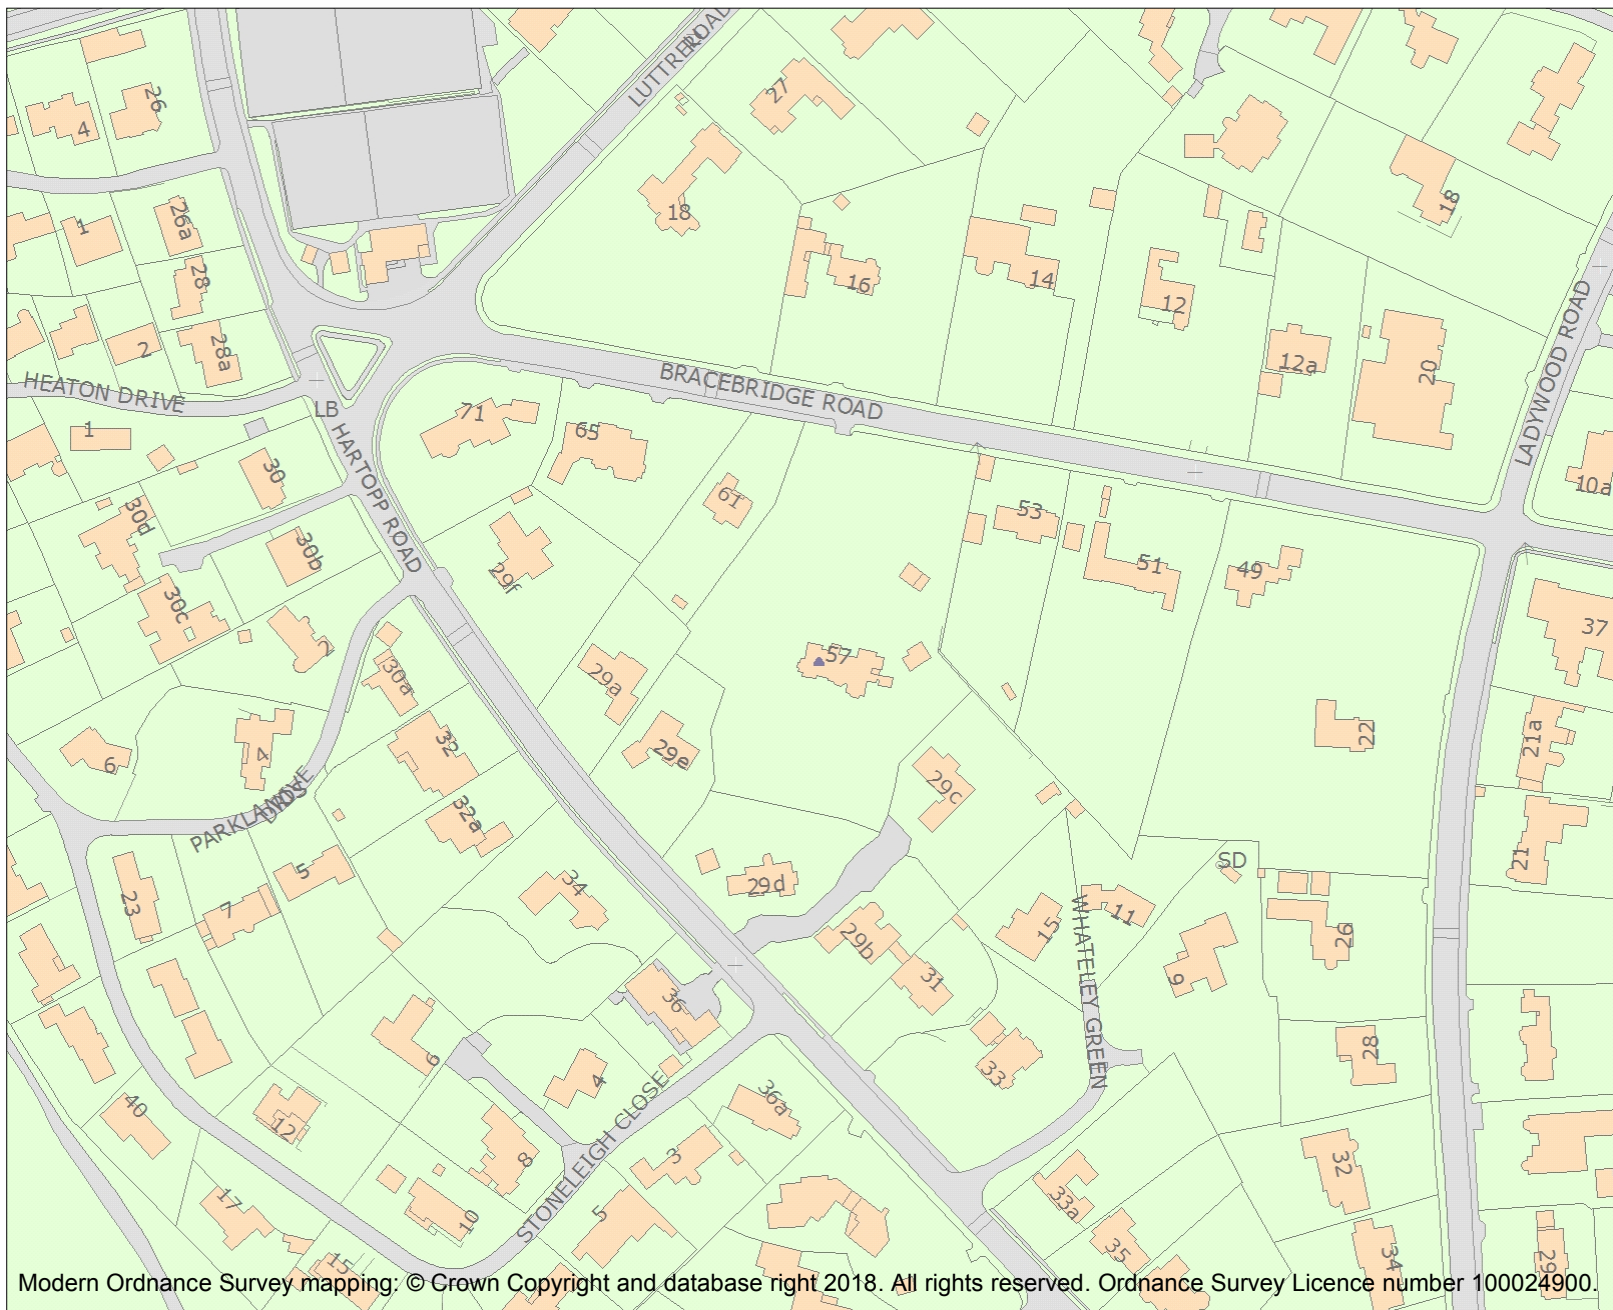 LUTTRELL ROAD
26
4
27
18
26a
1
28
16
14
12
18
2
28a
12a
20
LADYWOOD ROAD
BRACEBRIDGE ROAD
HEATON DRIVE
LB
HARTOPP ROAD
71
65
1
30
61
53
51
49
10a
30d
30b
29f
30c
2
37
57
29a
30a
32
29e
22
21a
6
4
29c
PARKLANDS DRIVE
32a
SD
21
5
34
29d
23
7
15
11
WHATELEY GREEN
29b
31
9
26
36
6
4
33
28
40
12
STONELEIGH CLOSE
36a
8
3
32
17
10
5
33a
35
34
29
15
Modern Ordnance Survey mapping: © Crown Copyright and database right 2018. All rights reserved. Ordnance Survey Licence number 100024900.